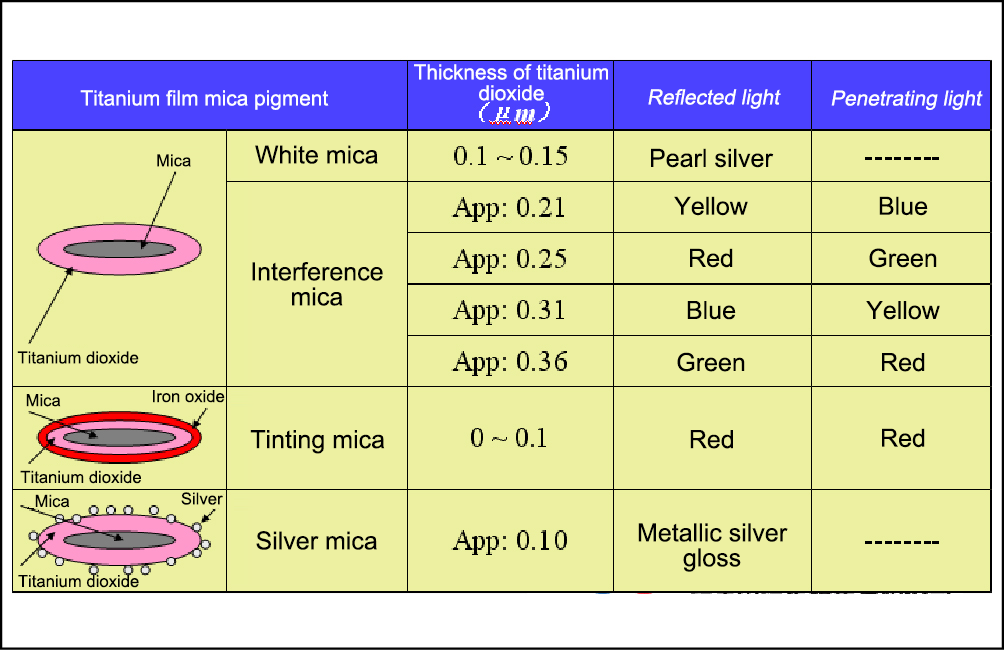 Titanium film mica pigment
Thickness of titanium
dioxide
(μm)
Reflected light
Penetrating light
Mica
Titanium dioxide
White mica
0.1 ~ 0.15
Pearl silver
--------
Interference
mica
App: 0.21
Yellow
Blue
App: 0.25
Red
Green
App: 0.31
Blue
Yellow
App: 0.36
Green
Red
Mica
Iron oxide
Titanium dioxide
Tinting mica
0 ~ 0.1
Red
Red
Mica
Silver
Titanium dioxide
Silver mica
App: 0.10
Metallic silver
gloss
--------